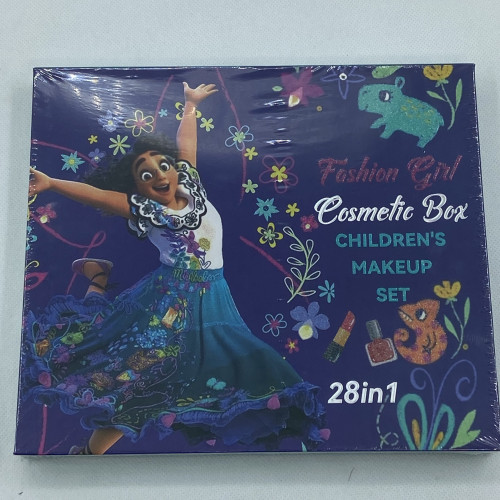 Fashion Girl
Cosmetic Box
CHILDREN'S
MAKEUP
SET
28in1